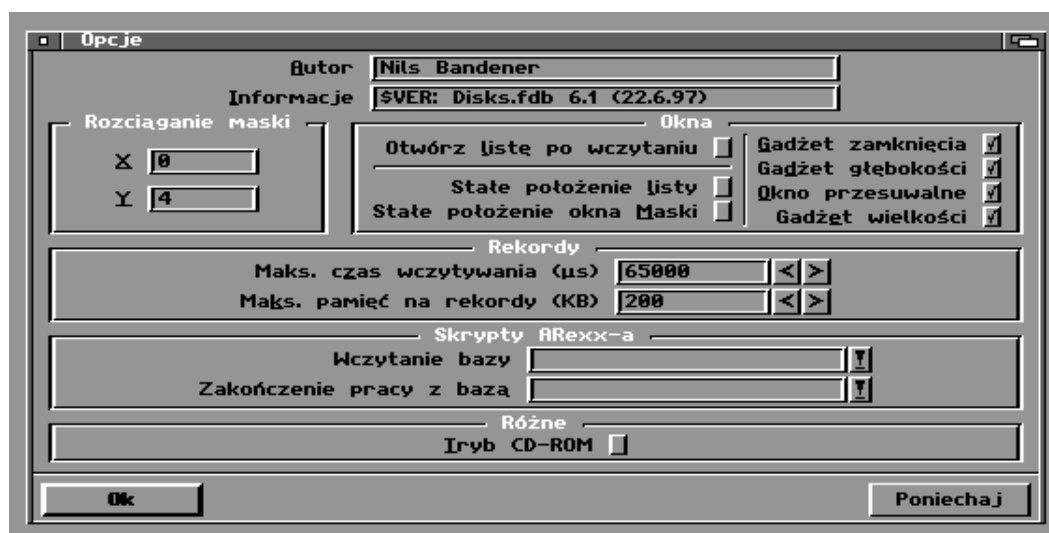 Opcje
Autor Nils Bandener
Informacje $VER: Disks.fdb 6.1 (22.6.97)
Rozciąganie maski
X 0
Y 4
Okna
Otwórz listę po wczytaniu
Stałe położenie listy
Stałe położenie okna Maski
Gadżet zamknięcia
Gadżet głębokości
Okno przesuwalne
Gadżet wielkości
Rekordy
Maks. czas wczytywania (µs) 65000 < >
Maks. pamięć na rekordy (KB) 200 < >
Skrypty ARexx-a
Wczytanie bazy
Zakończenie pracy z bazą
Różne
Tryb CD-ROM
Ok
Poniechaj